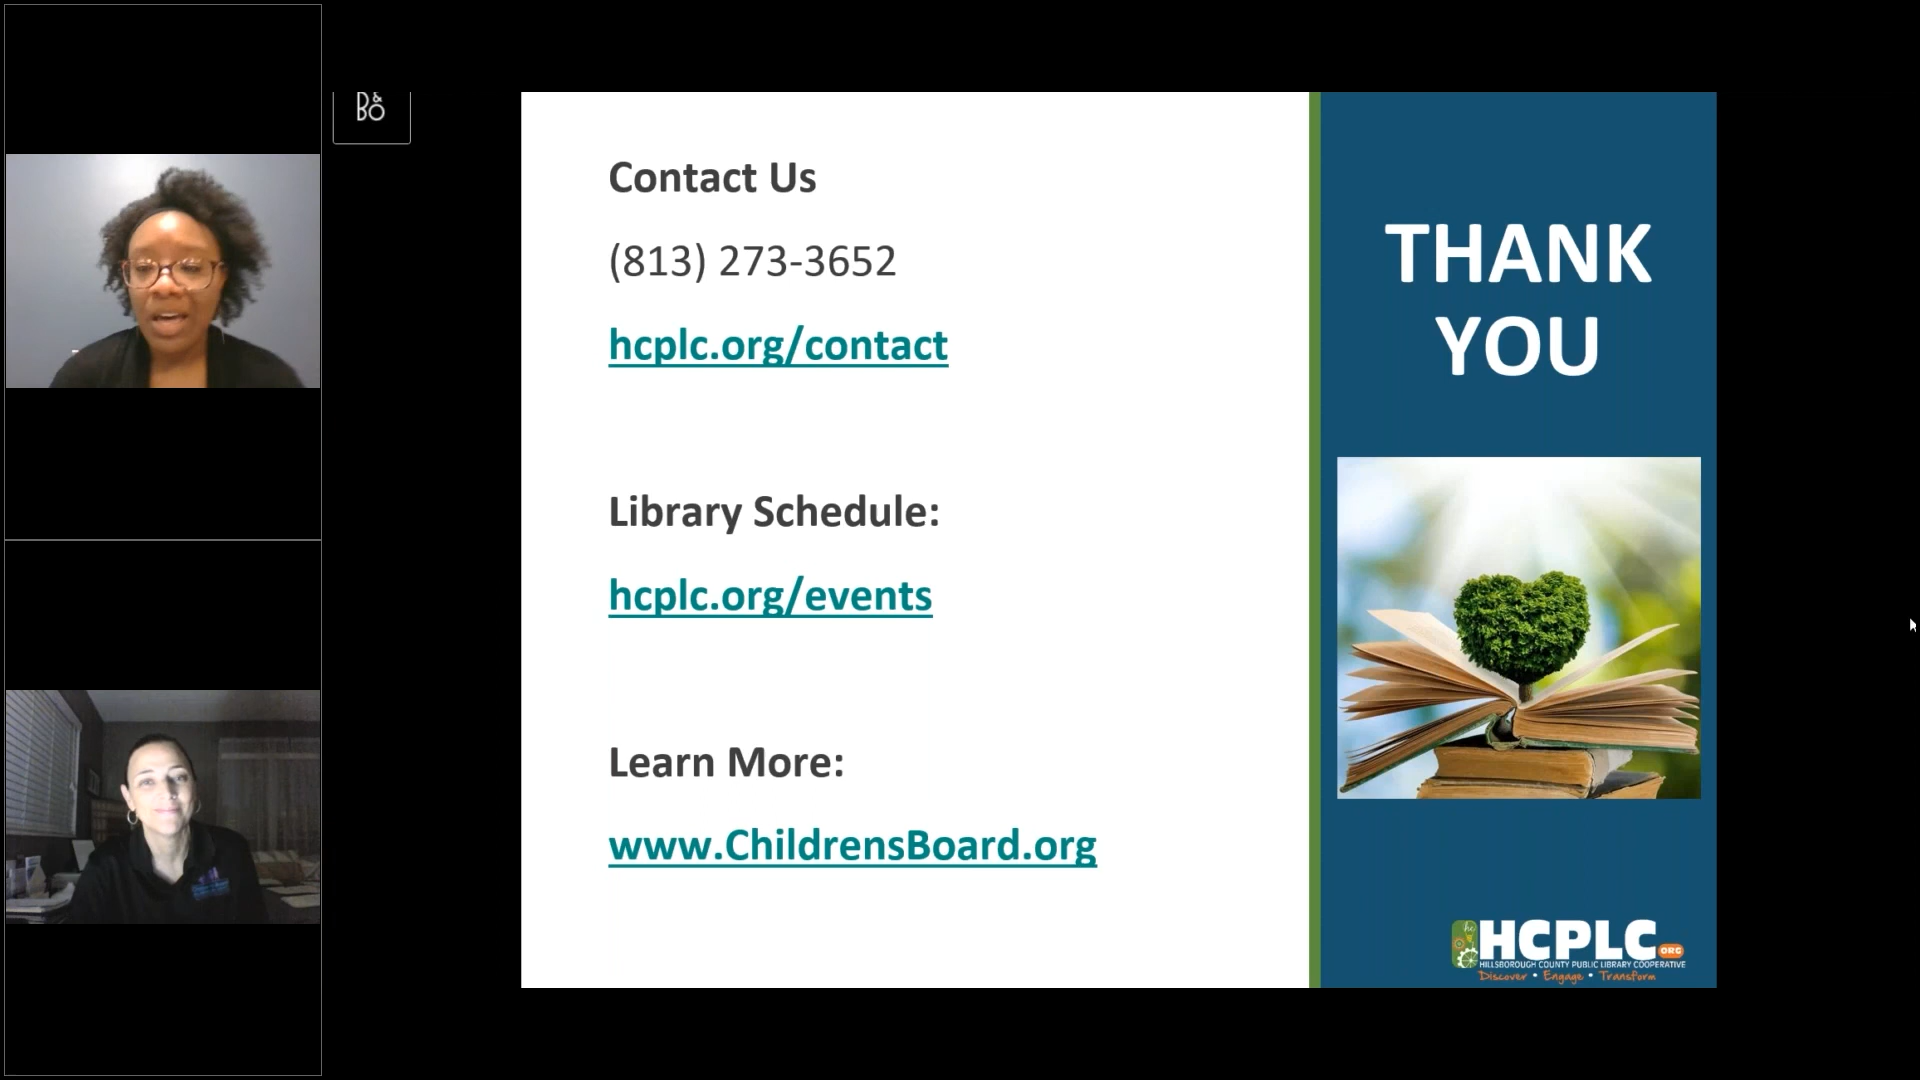 B&O
Contact Us
(813) 273-3652
hcplc.org/contact
Library Schedule:
hcplc.org/events
Learn More:
www.ChildrensBoard.org
THANK
YOU
HCPLC.ORG
HILLSBOROUGH COUNTY PUBLIC LIBRARY COOPERATIVE
Discover • Engage • Transform